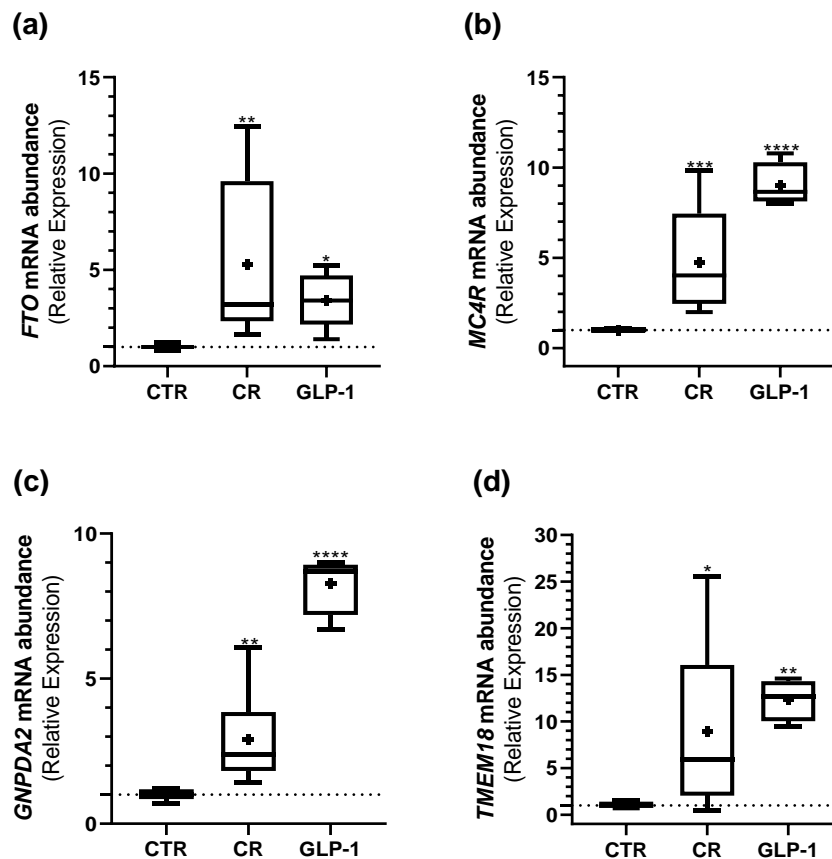 (a)
FTO mRNA abundance
(Relative Expression)
15
10
5
0
**
*
CTR CR GLP-1
(b)
MC4R mRNA abundance
(Relative Expression)
15
10
5
0
***
****
CTR CR GLP-1
(c)
GNPDA2 mRNA abundance
(Relative Expression)
10
5
0
**
****
CTR CR GLP-1
(d)
TMEM18 mRNA abundance
(Relative Expression)
30
25
20
15
10
5
0
*
**
CTR CR GLP-1